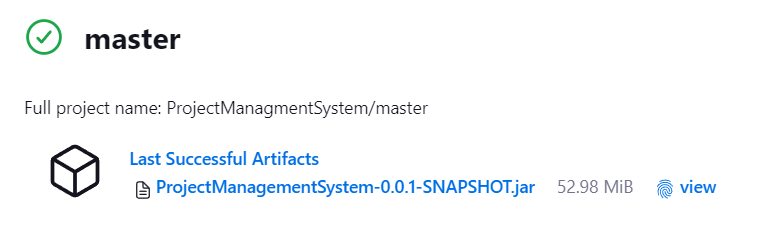 master
Full project name: ProjectManagmentSystem/master
Last Successful Artifacts
ProjectManagementSystem-0.0.1-SNAPSHOT.jar 52.98 MiB view